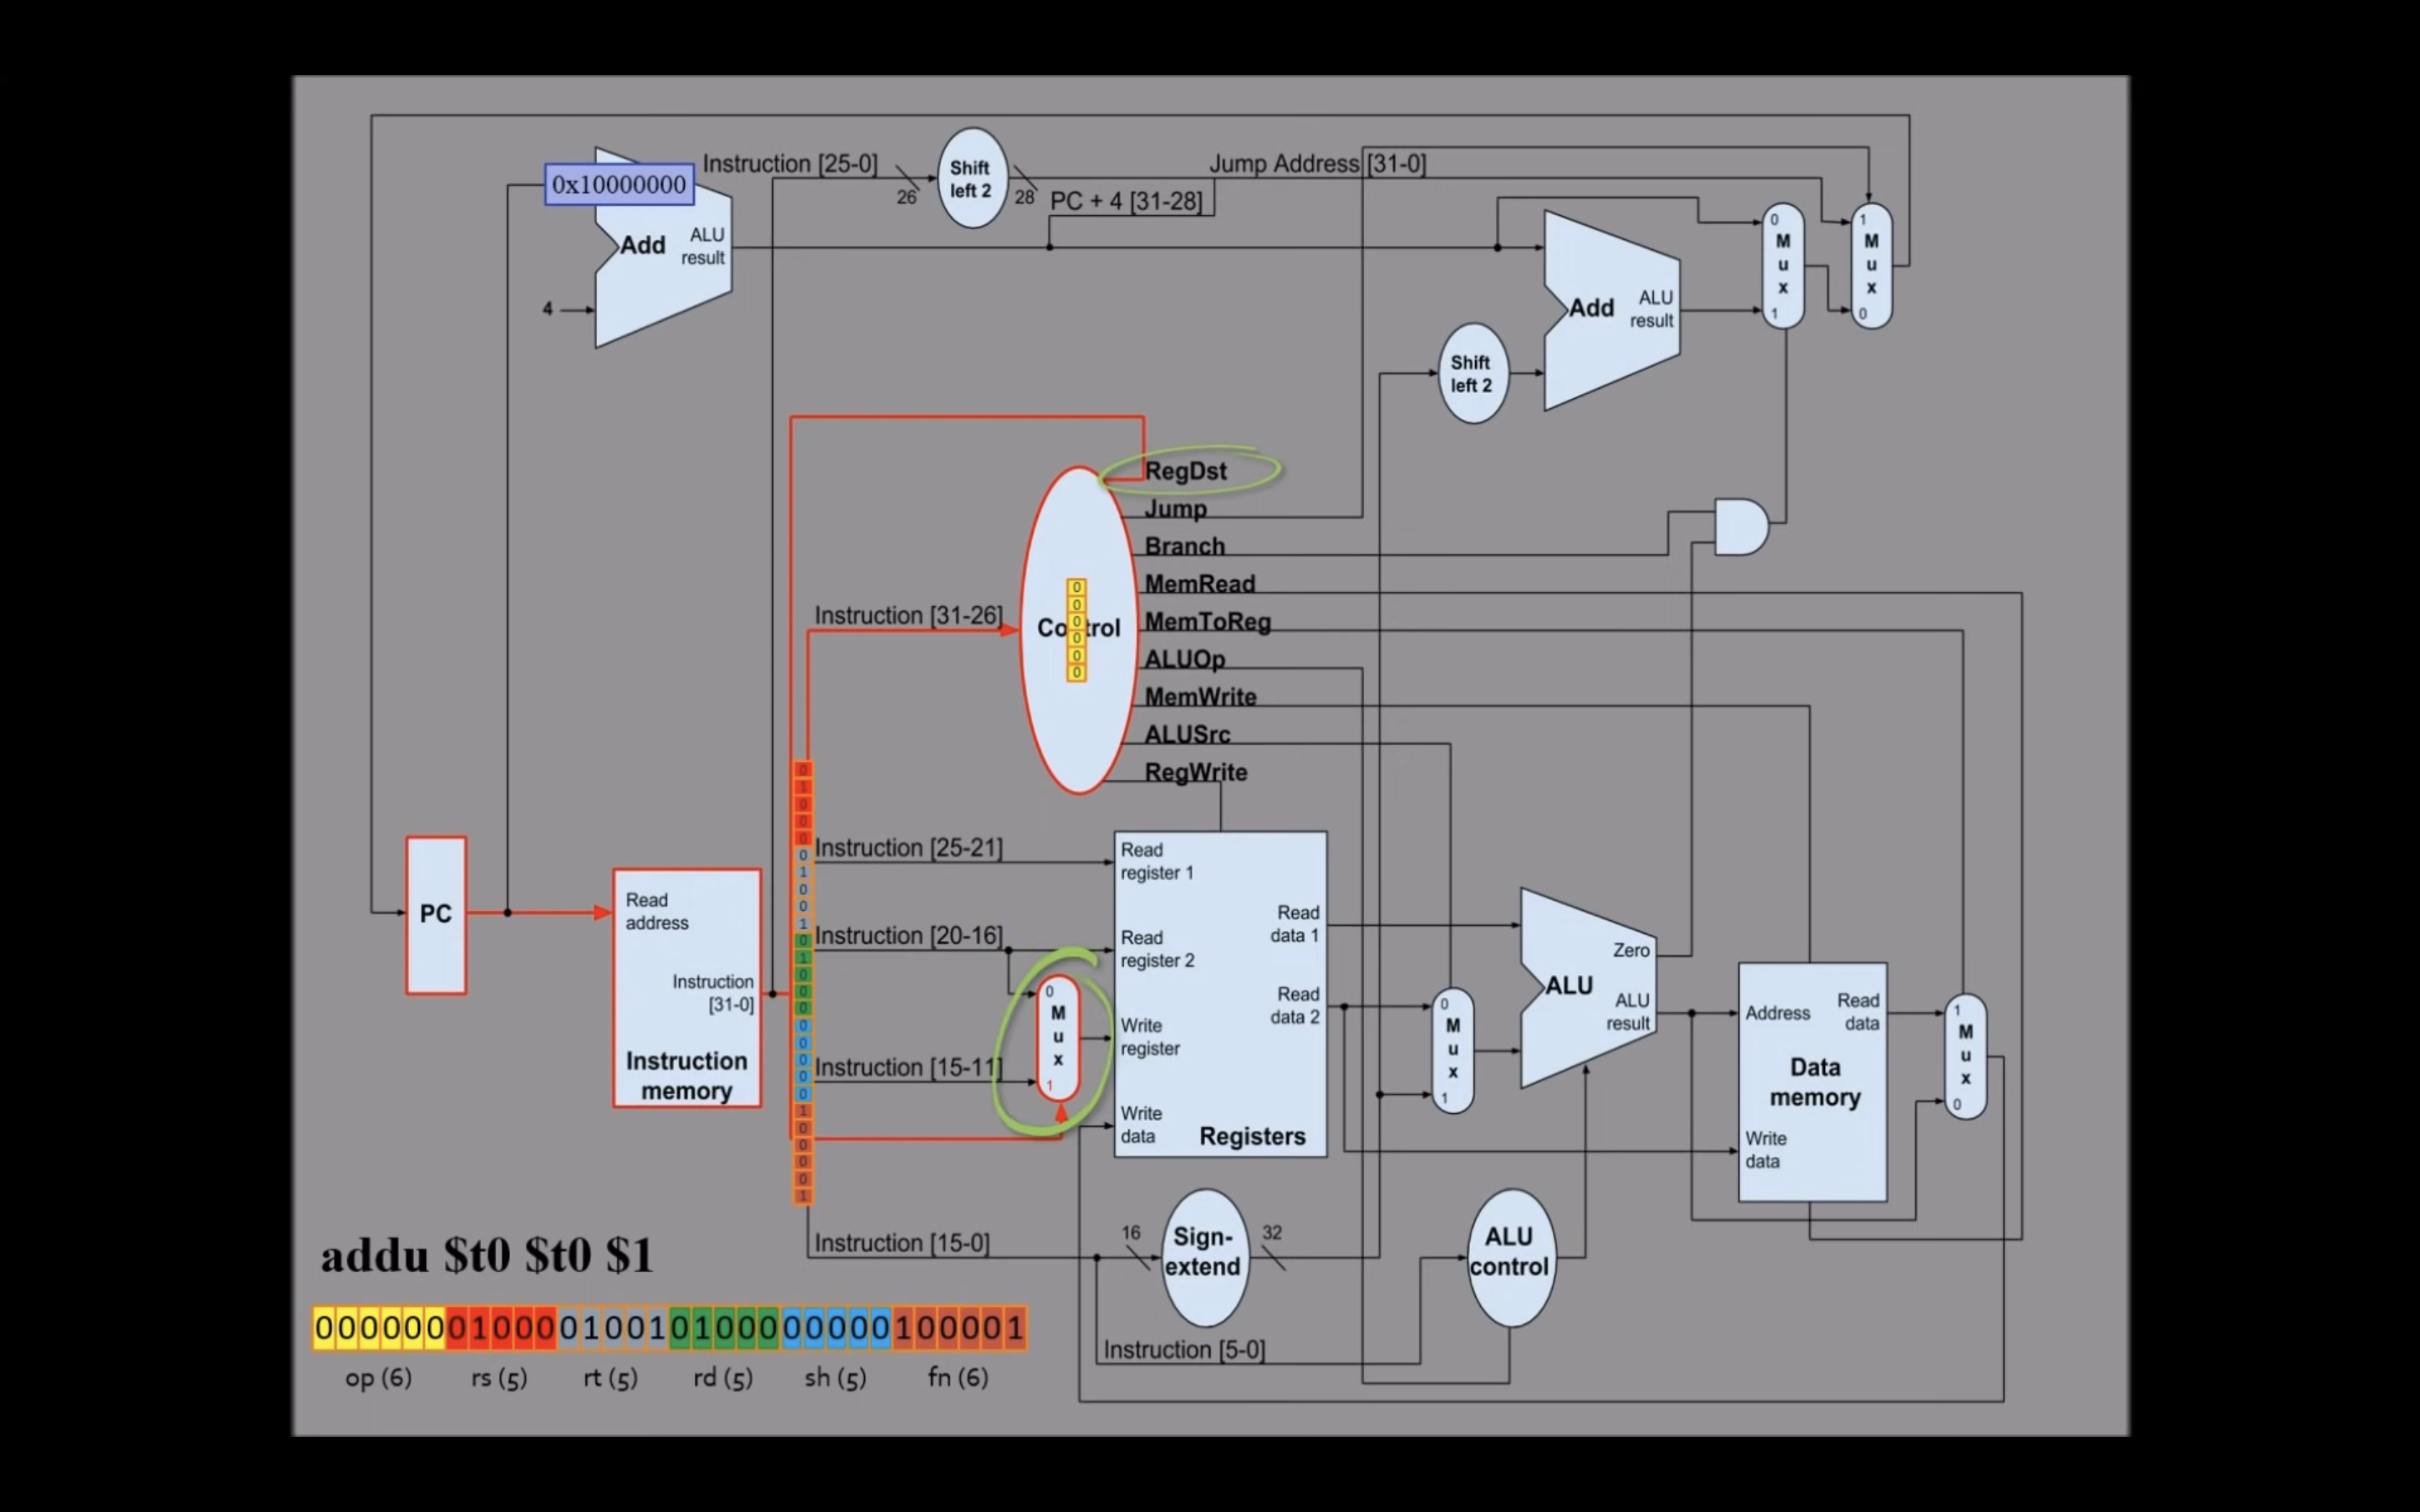 Instruction [25-0]
26
Shift
left 2
28
Jump Address [31-0]
PC + 4 [31-28]
0x10000000
Add
ALU
result
4
Add
ALU
result
0
M
u
x
1
1
M
u
x
0
Shift
left 2
RegDst
Jump
Branch
MemRead
MemToReg
ALUOp
MemWrite
ALUSrc
RegWrite
Instruction [31-26]
Control
0
0
0
0
0
0
PC
Read
address
Instruction
[31-0]
Instruction
memory
0
1
0
0
0
0
1
0
0
1
0
1
0
0
0
0
0
0
0
0
1
0
0
0
0
1
Instruction [25-21]
Instruction [20-16]
Instruction [15-11]
0
M
u
x
1
Read
register 1
Read
register 2
Write
register
Write
data
Read
data 1
Read
data 2
Registers
0
M
u
x
1
ALU
Zero
ALU
result
Address
Read
data
Data
memory
Write
data
1
M
u
x
0
Instruction [15-0]
16
Sign-
extend
32
ALU
control
Instruction [5-0]
addu $t0 $t0 $1
00000001000010010100000000100001
op (6) rs (5) rt (5) rd (5) sh (5) fn (6)